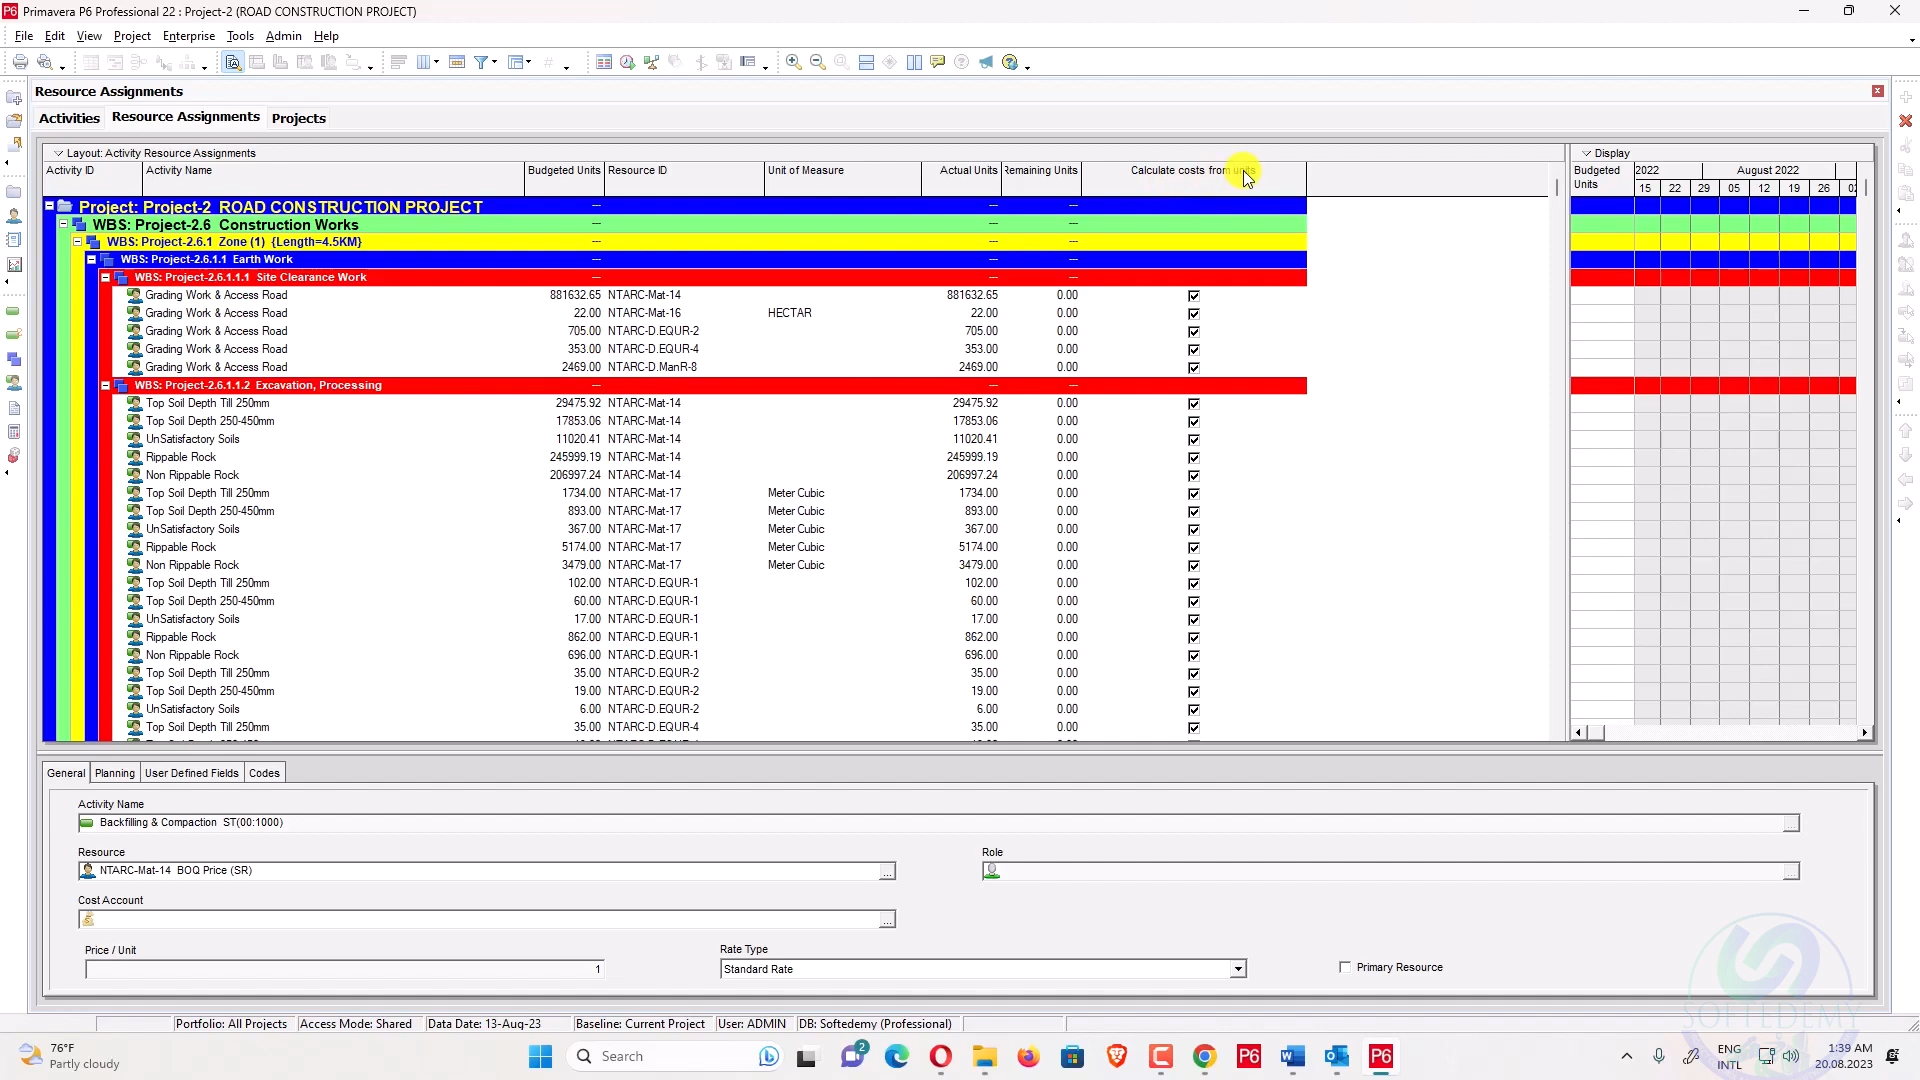 Primavera P6 Professional 22 : Project-2 (ROAD CONSTRUCTION PROJECT)
File Edit View Project Enterprise Tools Admin Help
Resource Assignments
Activities Resource Assignments Projects
Layout: Activity Resource Assignments
Display
Activity ID Activity Name Budgeted Units Resource ID Unit of Measure Actual Units Remaining Units Calculate costs from units
Budgeted Units 2022 August 2022
15 22 29 05 12 19 26 02
Project: Project-2 ROAD CONSTRUCTION PROJECT --- --- ---
WBS: Project-2.6 Construction Works --- --- ---
WBS: Project-2.6.1 Zone (1) {Length=4.5KM} --- --- ---
WBS: Project-2.6.1.1 Earth Work --- --- ---
WBS: Project-2.6.1.1.1 Site Clearance Work --- --- ---
Grading Work & Access Road 881632.65 NTARC-Mat-14 881632.65 0.00
Grading Work & Access Road 22.00 NTARC-Mat-16 HECTAR 22.00 0.00
Grading Work & Access Road 705.00 NTARC-D.EQUR-2 705.00 0.00
Grading Work & Access Road 353.00 NTARC-D.EQUR-4 353.00 0.00
Grading Work & Access Road 2469.00 NTARC-D.ManR-8 2469.00 0.00
WBS: Project-2.6.1.1.2 Excavation, Processing --- --- ---
Top Soil Depth Till 250mm 29475.92 NTARC-Mat-14 29475.92 0.00
Top Soil Depth 250-450mm 17853.06 NTARC-Mat-14 17853.06 0.00
UnSatisfactory Soils 11020.41 NTARC-Mat-14 11020.41 0.00
Rippable Rock 245999.19 NTARC-Mat-14 245999.19 0.00
Non Rippable Rock 206997.24 NTARC-Mat-14 206997.24 0.00
Top Soil Depth Till 250mm 1734.00 NTARC-Mat-17 Meter Cubic 1734.00 0.00
Top Soil Depth 250-450mm 893.00 NTARC-Mat-17 Meter Cubic 893.00 0.00
UnSatisfactory Soils 367.00 NTARC-Mat-17 Meter Cubic 367.00 0.00
Rippable Rock 5174.00 NTARC-Mat-17 Meter Cubic 5174.00 0.00
Non Rippable Rock 3479.00 NTARC-Mat-17 Meter Cubic 3479.00 0.00
Top Soil Depth Till 250mm 102.00 NTARC-D.EQUR-1 102.00 0.00
Top Soil Depth 250-450mm 60.00 NTARC-D.EQUR-1 60.00 0.00
UnSatisfactory Soils 17.00 NTARC-D.EQUR-1 17.00 0.00
Rippable Rock 862.00 NTARC-D.EQUR-1 862.00 0.00
Non Rippable Rock 696.00 NTARC-D.EQUR-1 696.00 0.00
Top Soil Depth Till 250mm 35.00 NTARC-D.EQUR-2 35.00 0.00
Top Soil Depth 250-450mm 19.00 NTARC-D.EQUR-2 19.00 0.00
UnSatisfactory Soils 6.00 NTARC-D.EQUR-2 6.00 0.00
Top Soil Depth Till 250mm 35.00 NTARC-D.EQUR-4 35.00 0.00
General Planning User Defined Fields Codes
Activity Name
Backfilling & Compaction ST(00:1000)
Resource Role
NTARC-Mat-14 BOQ Price (SR)
Cost Account
Price / Unit Rate Type
1 Standard Rate Primary Resource
SOFTEDEMY
Portfolio: All Projects Access Mode: Shared Data Date: 13-Aug-23 Baseline: Current Project User: ADMIN DB: Softedemy (Professional)
76°F
Partly cloudy
Search
2
P6
P6
ENG
INTL
1:39 AM
20.08.2023